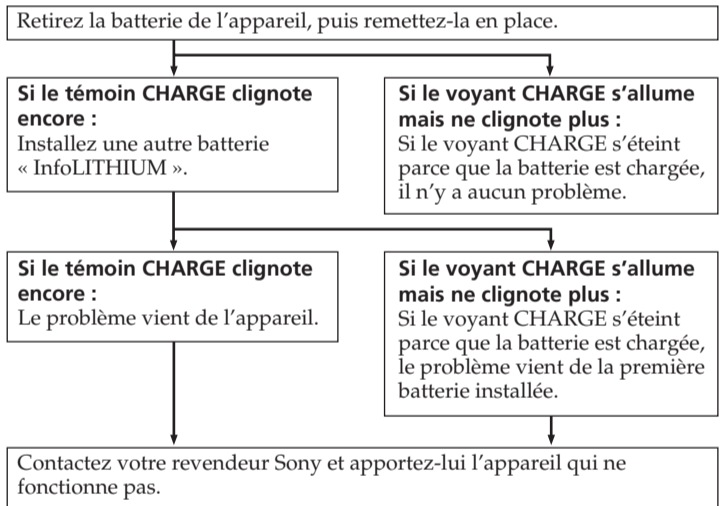 Retirez la batterie de l'appareil, puis remettez-la en place.
Si le témoin CHARGE clignote
encore :
Installez une autre batterie
« InfoLITHIUM ».
Si le voyant CHARGE s'allume
mais ne clignote plus :
Si le voyant CHARGE s'éteint
parce que la batterie est chargée,
il n'y a aucun problème.
Si le témoin CHARGE clignote
encore :
Le problème vient de l'appareil.
Si le voyant CHARGE s'allume
mais ne clignote plus :
Si le voyant CHARGE s'éteint
parce que la batterie est chargée,
le problème vient de la première
batterie installée.
Contactez votre revendeur Sony et apportez-lui l'appareil qui ne
fonctionne pas.